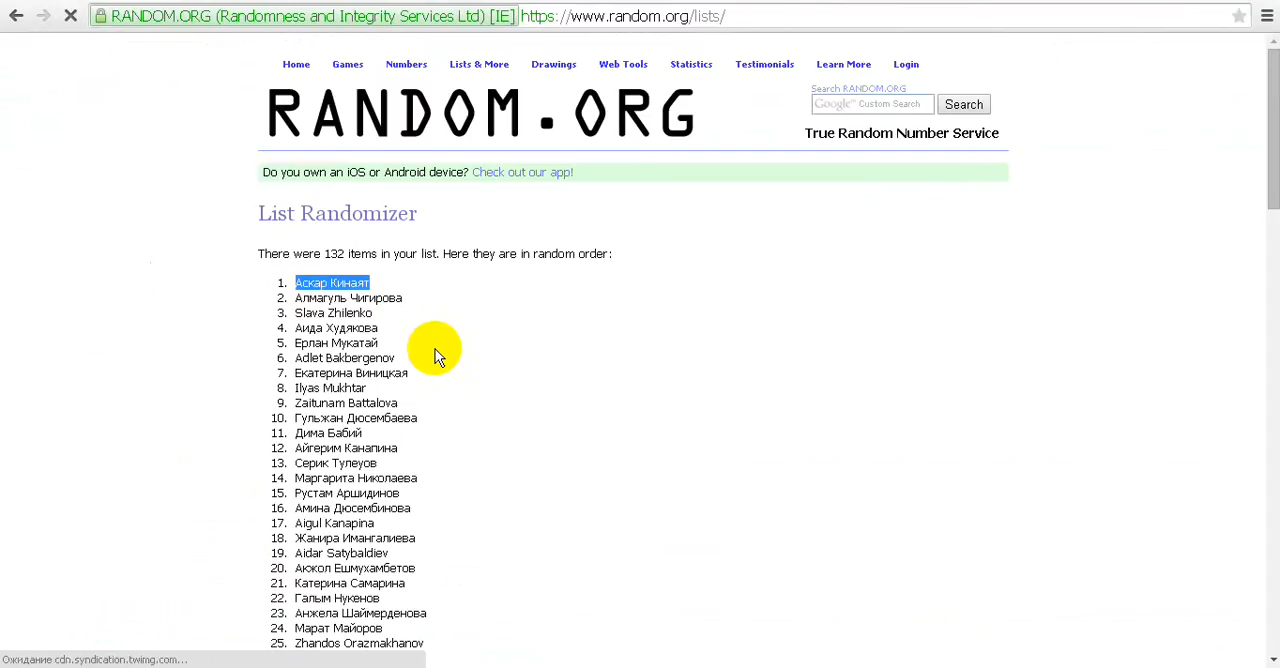 RANDOM.ORG (Randomness and Integrity Services Ltd) [IE] https://www.random.org/lists/
Home Games Numbers Lists & More Drawings Web Tools Statistics Testimonials Learn More Login
RANDOM.ORG
Search RANDOM.ORG
Google™ Custom Search Search
True Random Number Service
Do you own an iOS or Android device? Check out our app!
List Randomizer
There were 132 items in your list. Here they are in random order:
1. Аскар Кинаят
2. Алмагуль Чигирова
3. Slava Zhilenko
4. Аида Худякова
5. Ерлан Мукатай
6. Adlet Bakbergenov
7. Екатерина Виницкая
8. Ilyas Mukhtar
9. Zaitunam Battalova
10. Гульжан Дюсембаева
11. Дима Бабий
12. Айгерим Канапина
13. Серик Тулеуов
14. Маргарита Николаева
15. Рустам Аршидинов
16. Амина Дюсембинова
17. Aigul Kanapina
18. Жанира Имангалиева
19. Aidar Satybaldiev
20. Акжол Ешмухамбетов
21. Катерина Самарина
22. Галым Нукенов
23. Анжела Шаймерденова
24. Марат Майоров
25. Zhandos Orazmakhanov
Ожидание cdn.syndication.twimg.com...